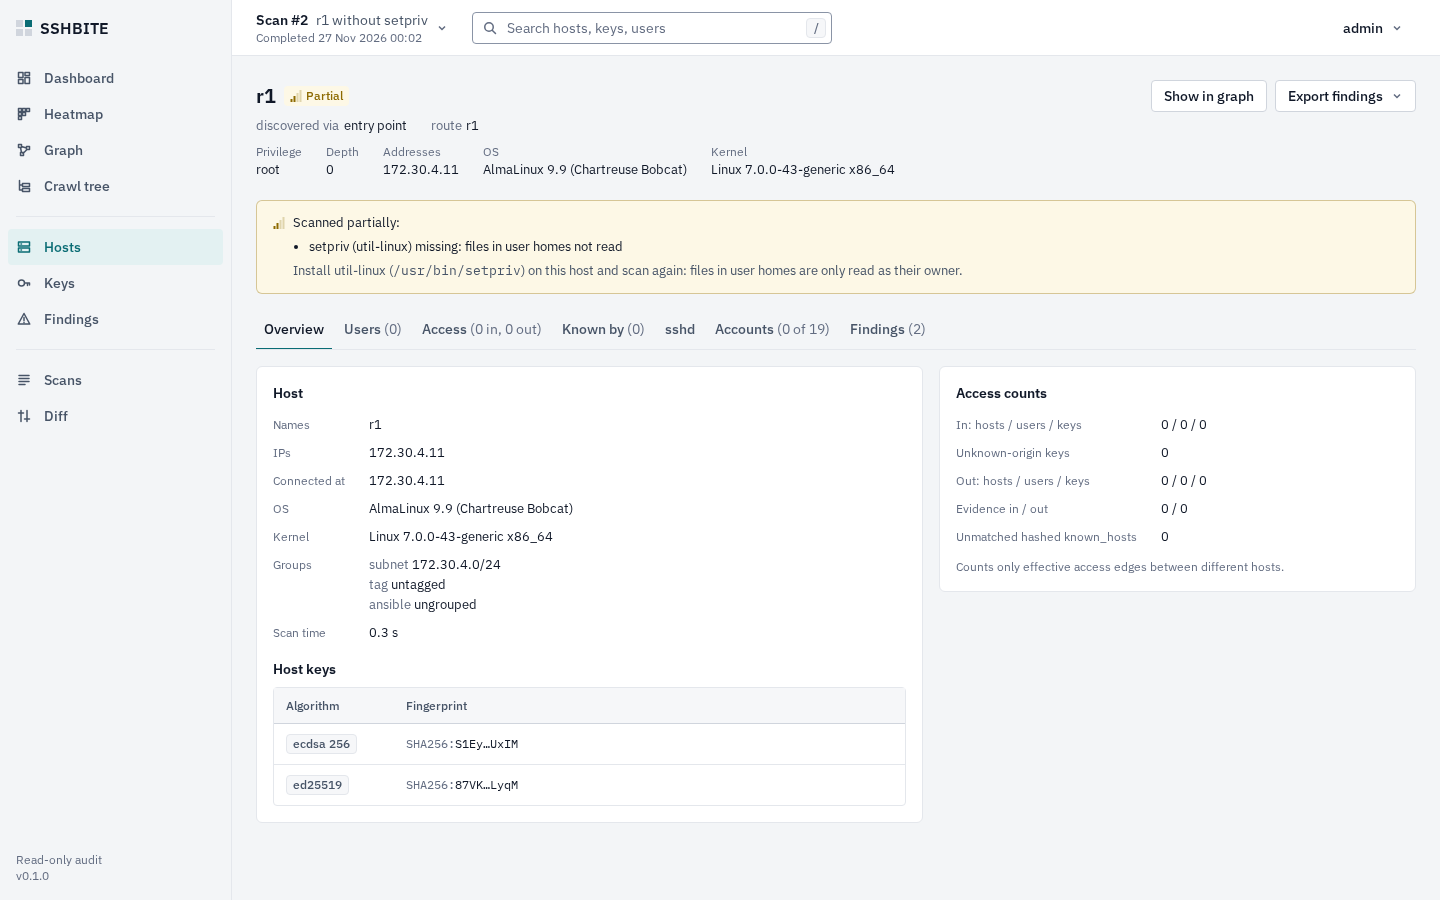 SSHBITE
Scan #2 r1 without setpriv
Completed 27 Nov 2026 00:02
Search hosts, keys, users
/
admin
Dashboard
Heatmap
Graph
Crawl tree
Hosts
Keys
Findings
Scans
Diff
Read-only audit
v0.1.0
r1 Partial
Show in graph
Export findings
discovered via entry point route r1
Privilege Depth Addresses OS Kernel
root 0 172.30.4.11 AlmaLinux 9.9 (Chartreuse Bobcat) Linux 7.0.0-43-generic x86_64
Scanned partially:
• setpriv (util-linux) missing: files in user homes not read
Install util-linux (/usr/bin/setpriv) on this host and scan again: files in user homes are only read as their owner.
Overview Users (0) Access (0 in, 0 out) Known by (0) sshd Accounts (0 of 19) Findings (2)
Host
Names r1
IPs 172.30.4.11
Connected at 172.30.4.11
OS AlmaLinux 9.9 (Chartreuse Bobcat)
Kernel Linux 7.0.0-43-generic x86_64
Groups subnet 172.30.4.0/24
tag untagged
ansible ungrouped
Scan time 0.3 s
Host keys
Algorithm Fingerprint
ecdsa 256 SHA256:S1Ey…UxIM
ed25519 SHA256:87VK…LyqM
Access counts
In: hosts / users / keys 0 / 0 / 0
Unknown-origin keys 0
Out: hosts / users / keys 0 / 0 / 0
Evidence in / out 0 / 0
Unmatched hashed known_hosts 0
Counts only effective access edges between different hosts.